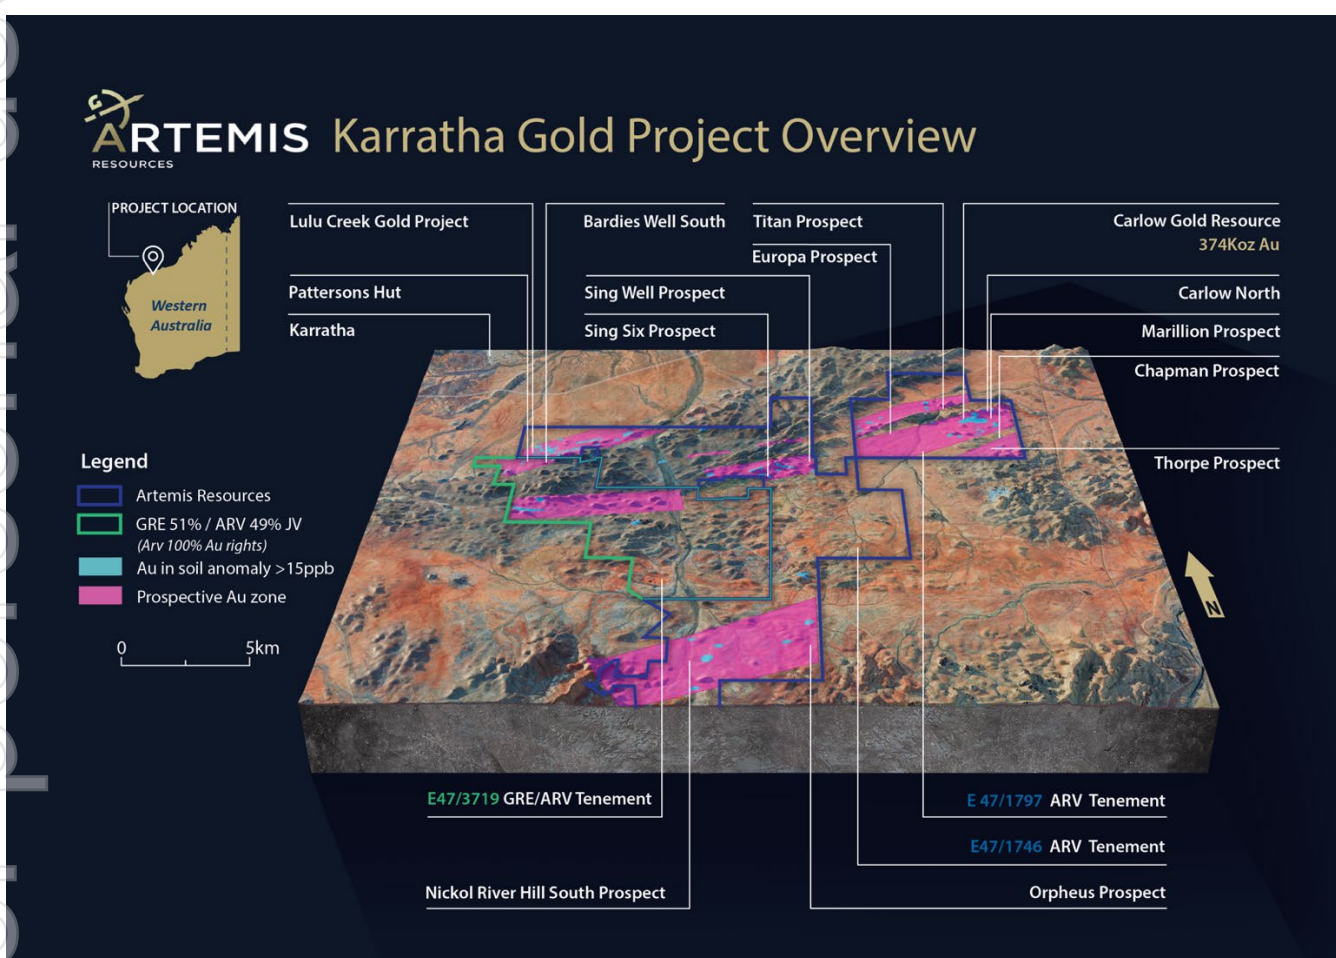 G
ARTEMIS
RESOURCES
Karratha Gold Project Overview
PROJECT LOCATION
Western
Australia
Lulu Creek Gold Project
Bardies Well South
Titan Prospect
Carlow Gold Resource
374Koz Au
Europa Prospect
Pattersons Hut
Sing Well Prospect
Carlow North
Karratha
Sing Six Prospect
Marillion Prospect
Chapman Prospect
Thorpe Prospect
Legend
Artemis Resources
GRE 51% / ARV 49% JV
(Arv 100% Au rights)
Au in soil anomaly >15ppb
Prospective Au zone
0 5km
N
E47/3719 GRE/ARV Tenement
E 47/1797 ARV Tenement
E47/1746 ARV Tenement
Nickol River Hill South Prospect
Orpheus Prospect